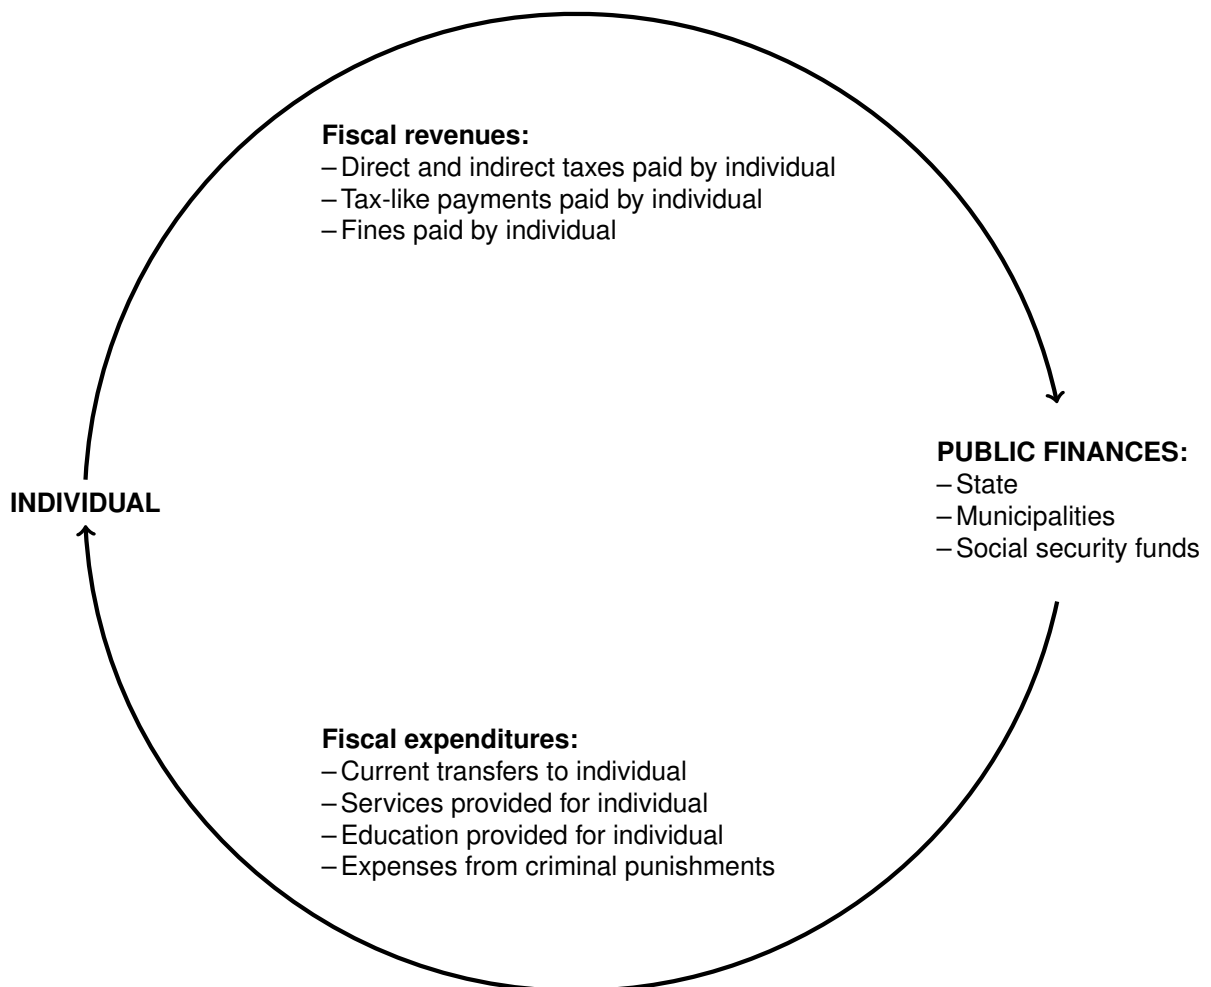 Fiscal revenues:
– Direct and indirect taxes paid by individual
– Tax-like payments paid by individual
– Fines paid by individual
PUBLIC FINANCES:
– State
– Municipalities
– Social security funds
INDIVIDUAL
Fiscal expenditures:
– Current transfers to individual
– Services provided for individual
– Education provided for individual
– Expenses from criminal punishments